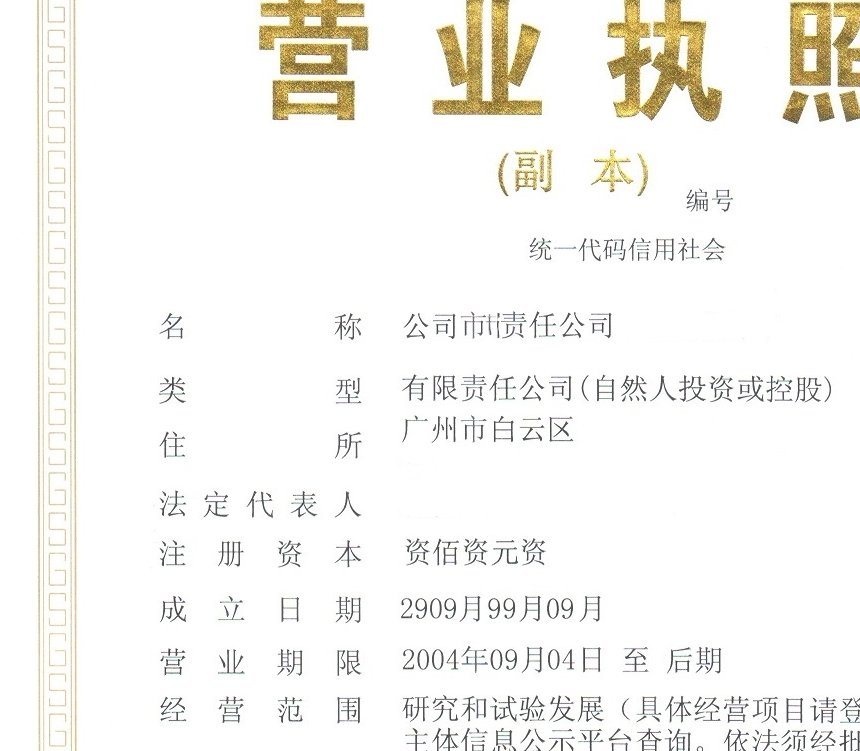 营业执照
(副 本)
编号
统一代码信用社会
名称 公司市责任公司
类型 有限责任公司(自然人投资或控股)
住所 广州市白云区
法定代表人
注册资本 资佰资元资
成立日期 2909月99月09月
营业期限 2004年09月04日 至 后期
经营范围 研究和试验发展（具体经营项目请登
主体信息公示平台查询。依法须经批